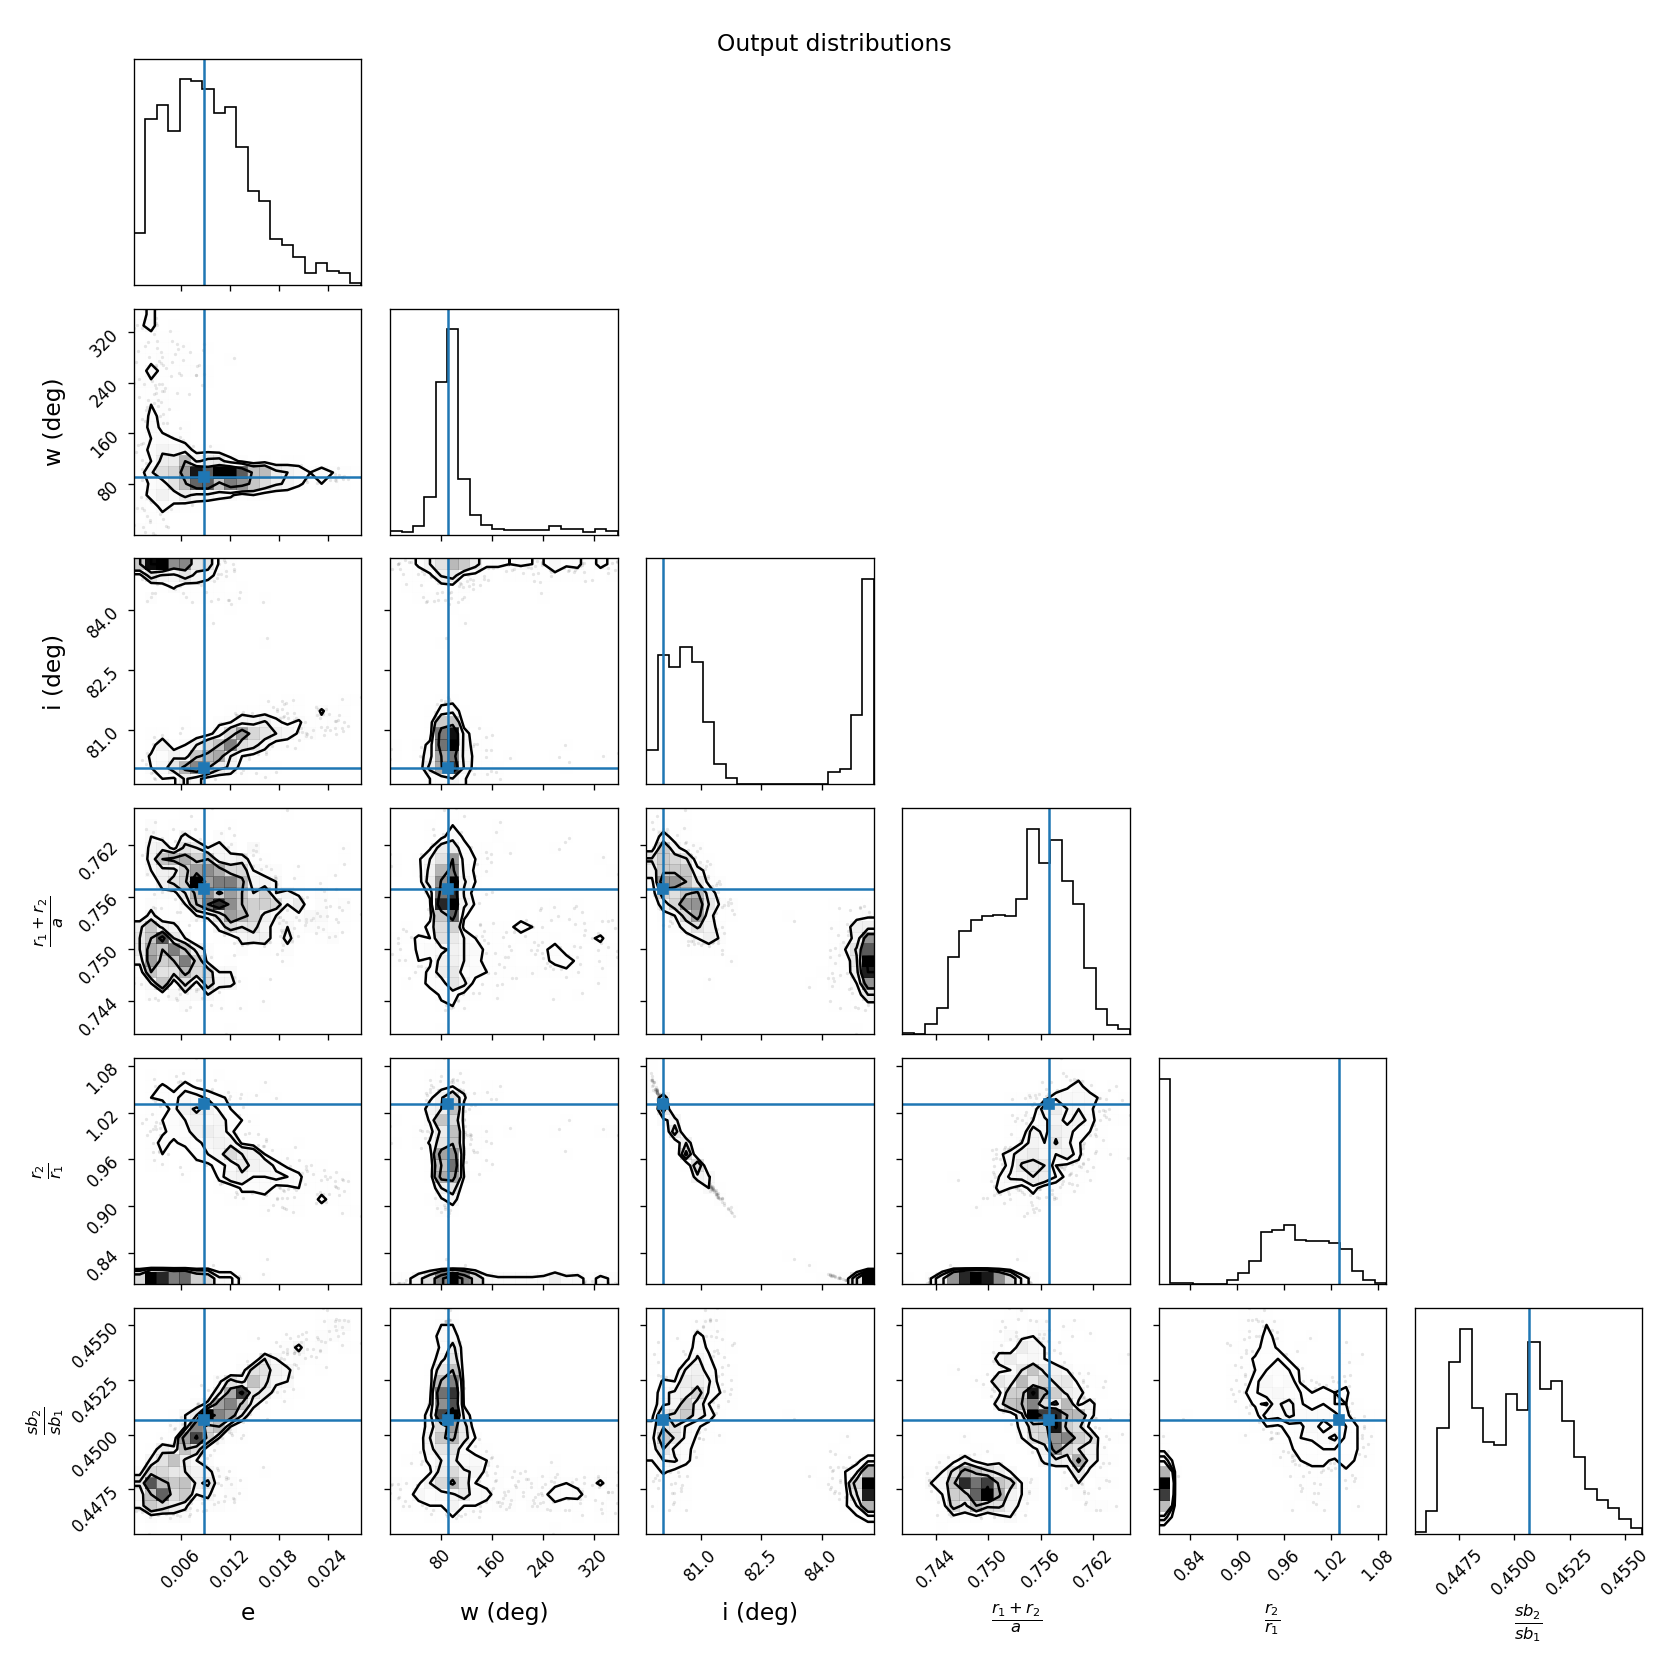 Output distributions
w (deg)
320
240
160
80
i (deg)
84.0
82.5
81.0
r₁ + r₂
a
0.762
0.756
0.750
0.744
r₂
r₁
1.08
1.02
0.96
0.90
0.84
sb₂
sb₁
0.4550
0.4525
0.4500
0.4475
0.006 0.012 0.018 0.024
80 160 240 320
81.0 82.5 84.0
0.744 0.750 0.756 0.762
0.84 0.90 0.96 1.02 1.08
0.4475 0.4500 0.4525 0.4550
e
w (deg)
i (deg)
r₁ + r₂
a
r₂
r₁
sb₂
sb₁